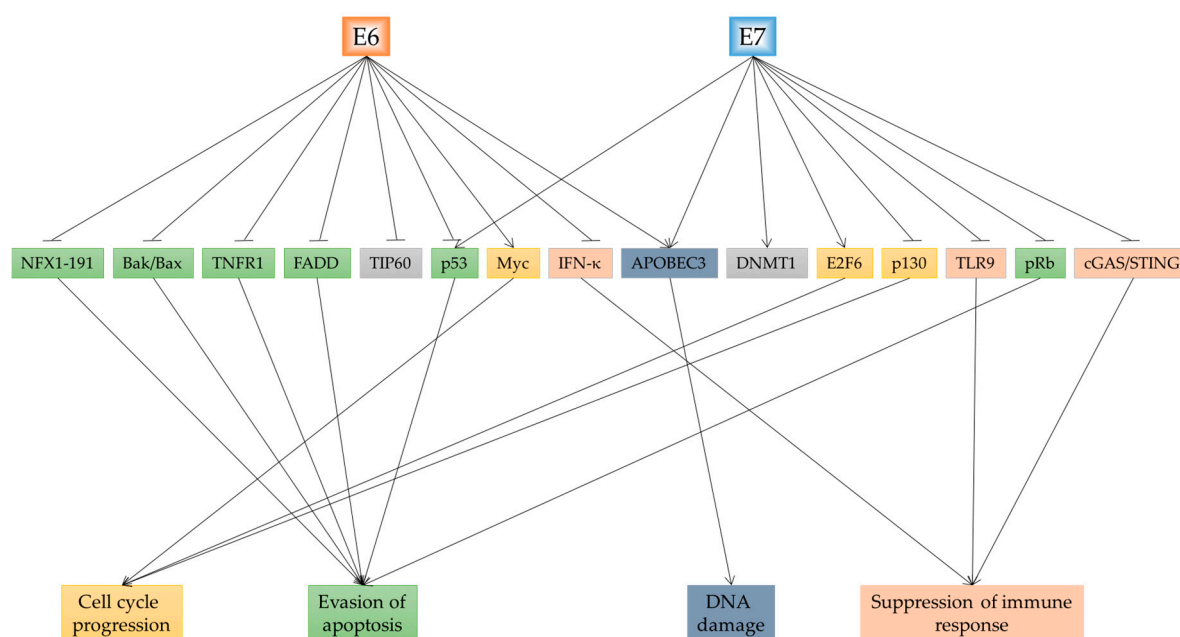 E6
E7
NFX1-191
Bak/Bax
TNFR1
FADD
TIP60
p53
Myc
IFN-κ
APOBEC3
DNMT1
E2F6
p130
TLR9
pRb
cGAS/STING
Cell cycle
progression
Evasion of
apoptosis
DNA
damage
Suppression of immune
response